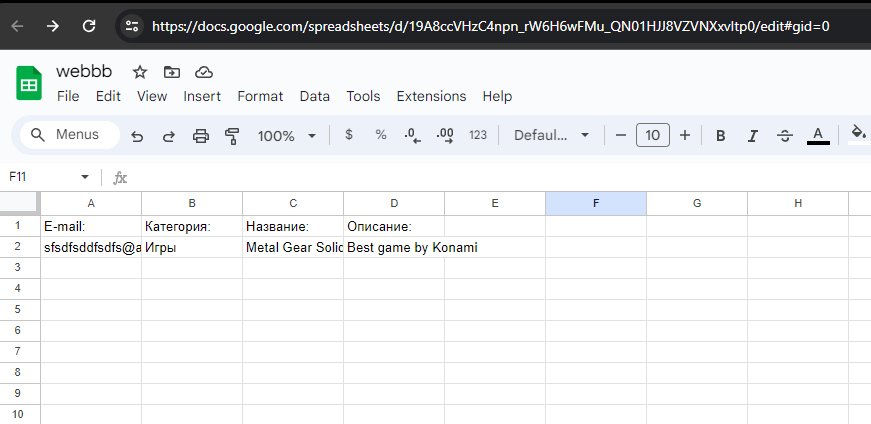 https://docs.google.com/spreadsheets/d/19A8ccVHzC4npn_rW6H6wFMu_QN01HJJ8VZVNXxvltp0/edit#gid=0
webbb
File Edit View Insert Format Data Tools Extensions Help
Menus 100% $ % .0 .00 123 Defaul... − 10 + B I S A
F11 fx
A B C D E F G H
1 E-mail: Категория: Название: Описание:
2 sfsdfsddfsdfs@a Игры Metal Gear Solid Best game by Konami
3
4
5
6
7
8
9
10